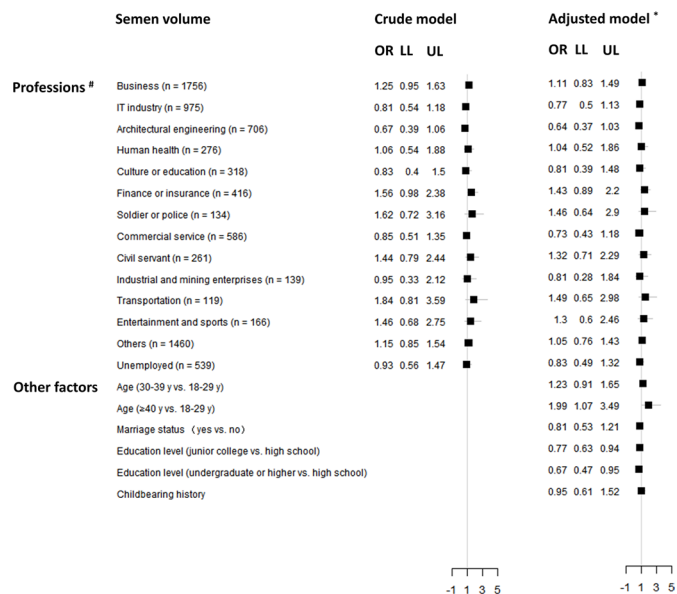 Semen volume Crude model Adjusted model *
OR LL UL OR LL UL
Professions #
Business (n = 1756) 1.25 0.95 1.63 1.11 0.83 1.49
IT industry (n = 975) 0.81 0.54 1.18 0.77 0.5 1.13
Architectural engineering (n = 706) 0.67 0.39 1.06 0.64 0.37 1.03
Human health (n = 276) 1.06 0.54 1.88 1.04 0.52 1.86
Culture or education (n = 318) 0.83 0.4 1.5 0.81 0.39 1.48
Finance or insurance (n = 416) 1.56 0.98 2.38 1.43 0.89 2.2
Soldier or police (n = 134) 1.62 0.72 3.16 1.46 0.64 2.9
Commercial service (n = 586) 0.85 0.51 1.35 0.73 0.43 1.18
Civil servant (n = 261) 1.44 0.79 2.44 1.32 0.71 2.29
Industrial and mining enterprises (n = 139) 0.95 0.33 2.12 0.81 0.28 1.84
Transportation (n = 119) 1.84 0.81 3.59 1.49 0.65 2.98
Entertainment and sports (n = 166) 1.46 0.68 2.75 1.3 0.6 2.46
Others (n = 1460) 1.15 0.85 1.54 1.05 0.76 1.43
Unemployed (n = 539) 0.93 0.56 1.47 0.83 0.49 1.32
Other factors
Age (30-39 y vs. 18-29 y) 1.23 0.91 1.65
Age (≥40 y vs. 18-29 y) 1.99 1.07 3.49
Marriage status （yes vs. no） 0.81 0.53 1.21
Education level (junior college vs. high school) 0.77 0.63 0.94
Education level (undergraduate or higher vs. high school) 0.67 0.47 0.95
Childbearing history 0.95 0.61 1.52
-1 1 3 5 -1 1 3 5